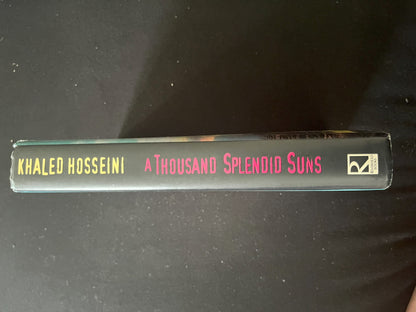 KHALED HOSSEINI A THOUSAND SPLENDID SUNS